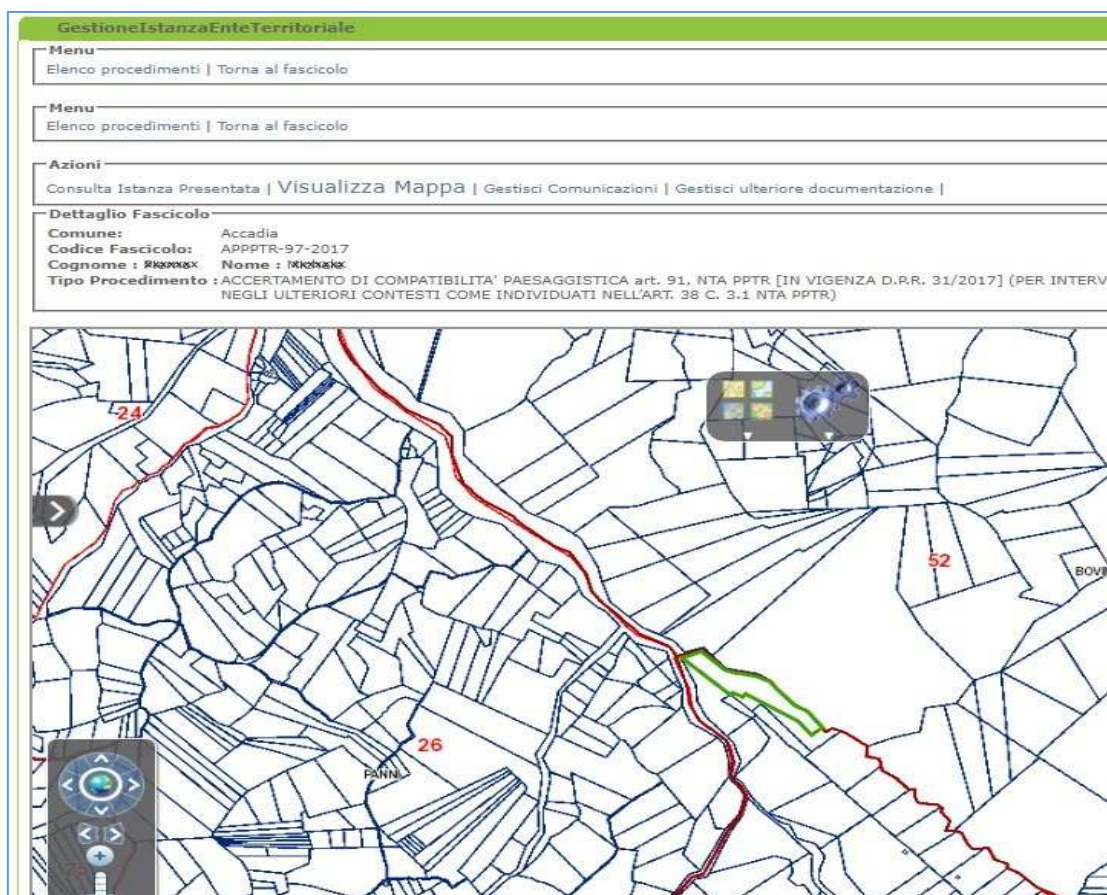 GestioneIstanzaEnteTerritoriale
Menu
Elenco procedimenti | Torna al fascicolo
Menu
Elenco procedimenti | Torna al fascicolo
Azioni
Consulta Istanza Presentata | Visualizza Mappa | Gestisci Comunicazioni | Gestisci ulteriore documentazione |
Dettaglio Fascicolo
Comune: Accadia
Codice Fascicolo: APPPTR-97-2017
Cognome : Nome :
Tipo Procedimento : ACCERTAMENTO DI COMPATIBILITA' PAESAGGISTICA art. 91, NTA PPTR [IN VIGENZA D.P.R. 31/2017] (PER INTERV
NEGLI ULTERIORI CONTESTI COME INDIVIDUATI NELL'ART. 38 C. 3.1 NTA PPTR)
24
52
BOVIN
26
PANNI